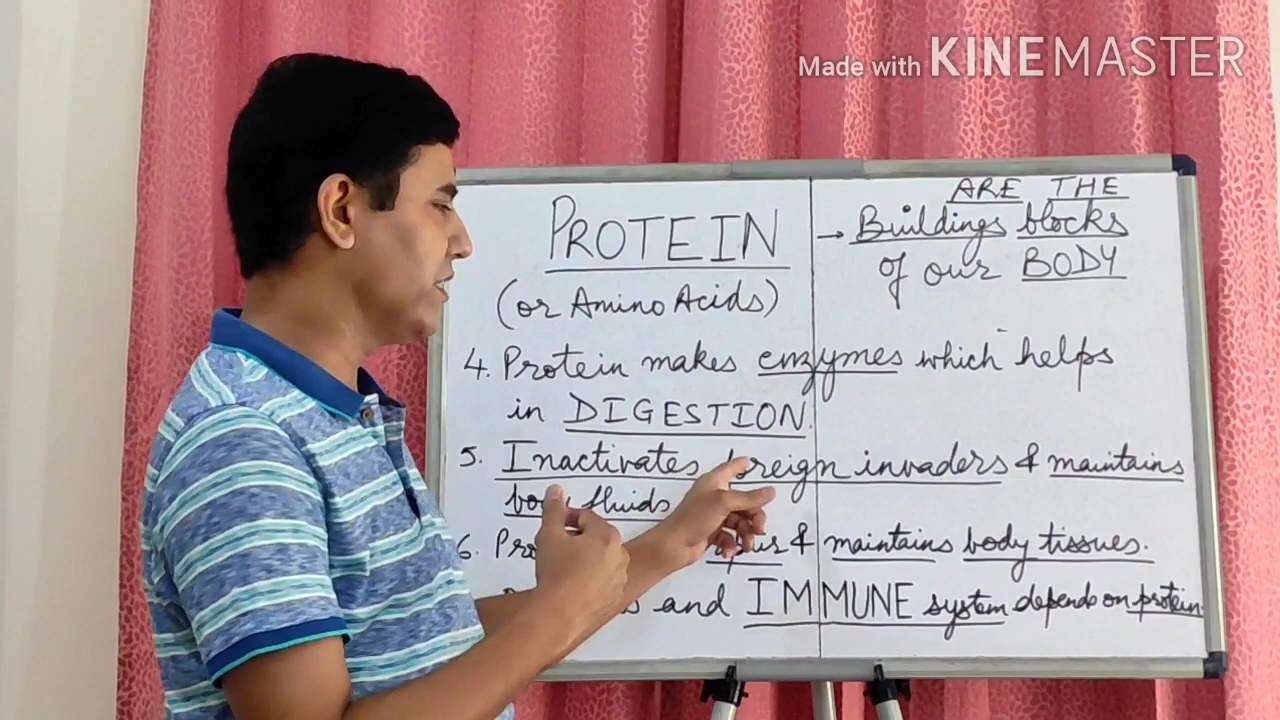 Made with KINEMASTER
PROTEIN
(or Amino Acids)
ARE THE
→ Buildings blocks
of our BODY
4. Protein makes enzymes which helps
in DIGESTION.
5. Inactivates foreign invaders & maintains
body fluids
6. & maintains body tissues.
and IMMUNE system depends on protein.